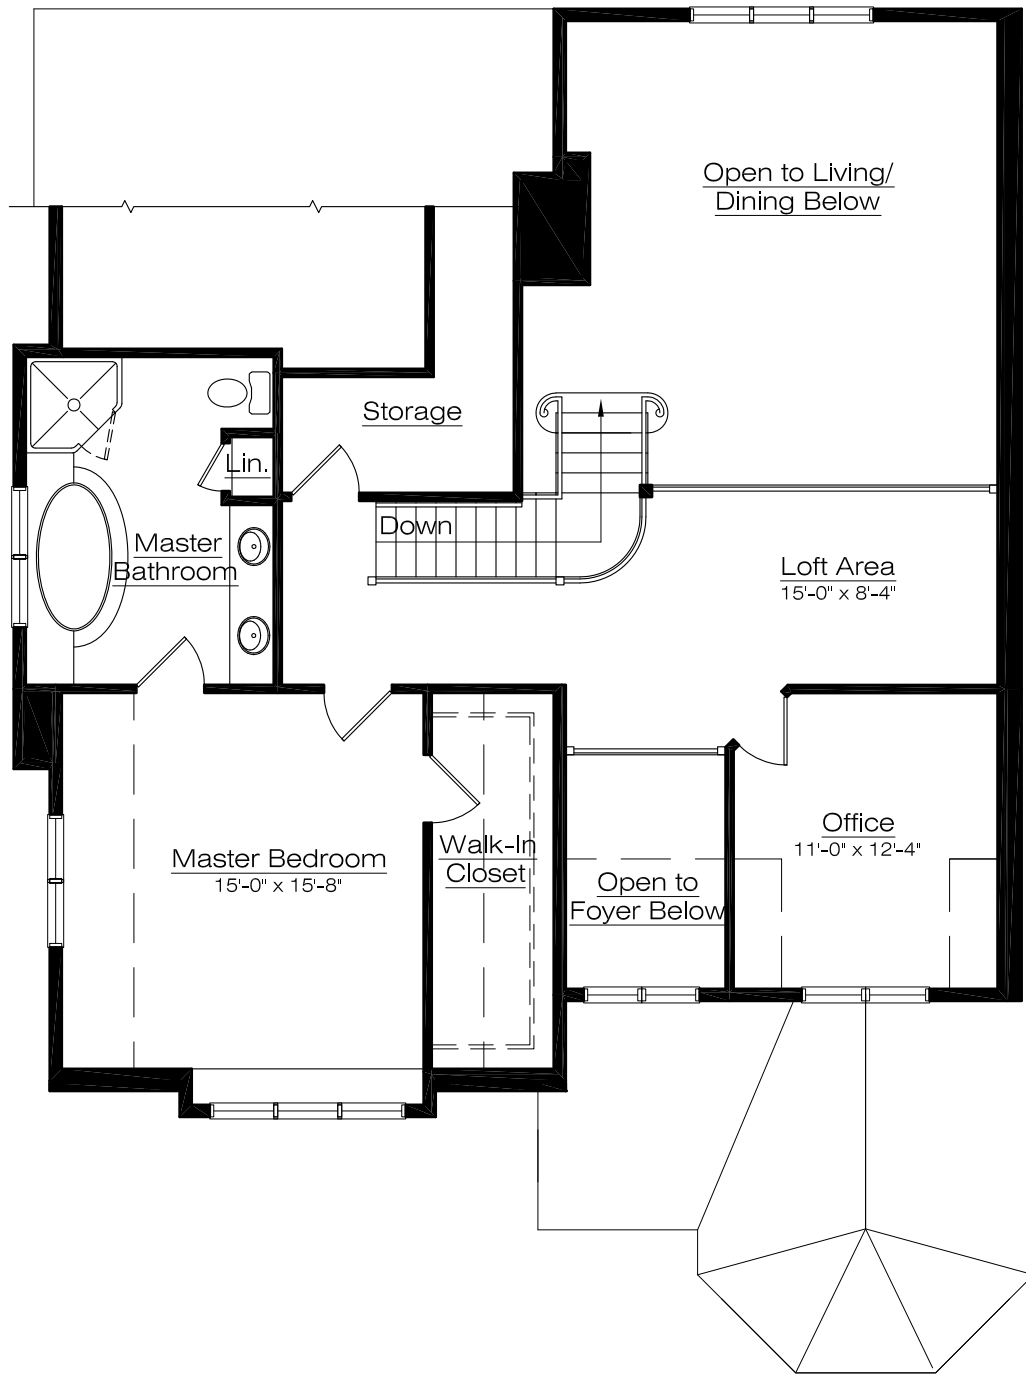 Open to Living/
Dining Below
Storage
Lin.
Down
Master
Bathroom
Loft Area
15'-0" x 8'-4"
Master Bedroom
15'-0" x 15'-8"
Walk-In
Closet
Open to
Foyer Below
Office
11'-0" x 12'-4"